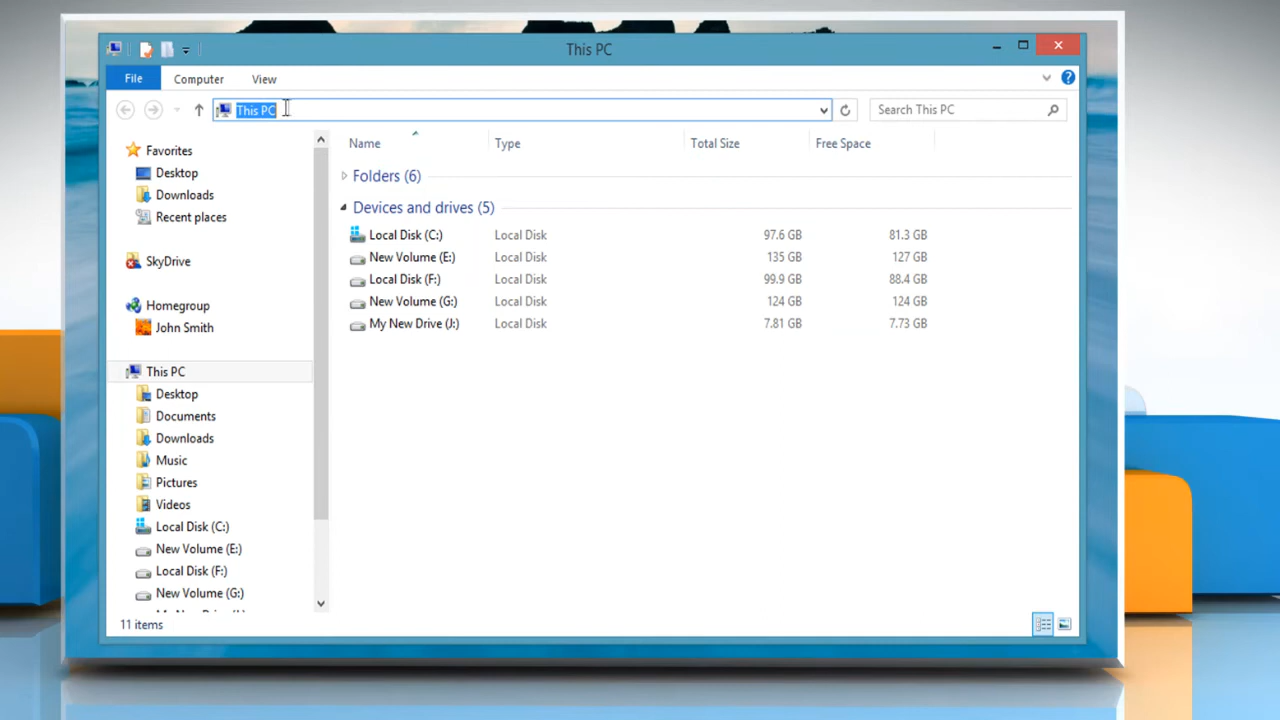 This PC
File Computer View
This PC Search This PC
Favorites
Desktop
Downloads
Recent places
SkyDrive
Homegroup
John Smith
This PC
Desktop
Documents
Downloads
Music
Pictures
Videos
Local Disk (C:)
New Volume (E:)
Local Disk (F:)
New Volume (G:)
Name Type Total Size Free Space
Folders (6)
Devices and drives (5)
Local Disk (C:) Local Disk 97.6 GB 81.3 GB
New Volume (E:) Local Disk 135 GB 127 GB
Local Disk (F:) Local Disk 99.9 GB 88.4 GB
New Volume (G:) Local Disk 124 GB 124 GB
My New Drive (J:) Local Disk 7.81 GB 7.73 GB
11 items